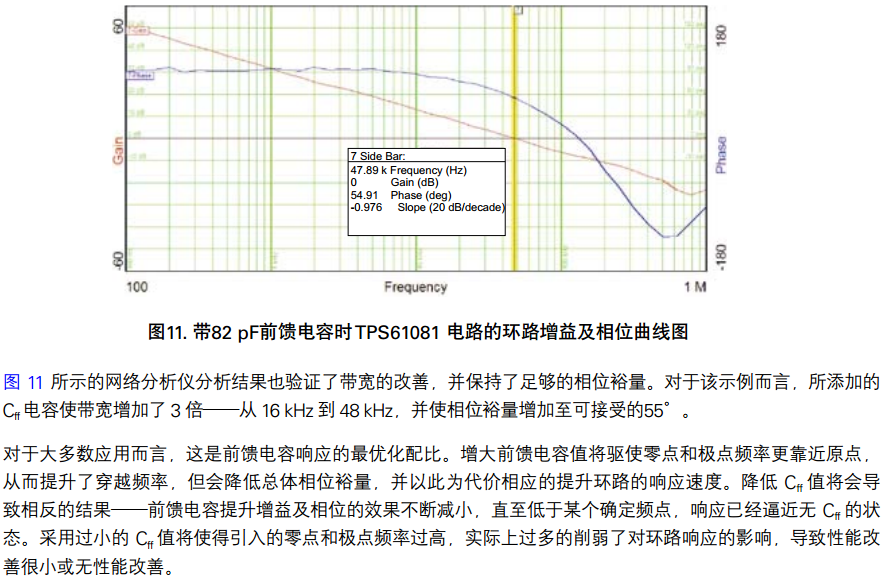 60
180
Gain
Phase
7 Side Bar:
47.89 k Frequency (Hz)
0 Gain (dB)
54.91 Phase (deg)
-0.976 Slope (20 dB/decade)
-60
-180
100
Frequency
1 M
图11. 带82 pF前馈电容时TPS61081 电路的环路增益及相位曲线图
图 11 所示的网络分析仪分析结果也验证了带宽的改善，并保持了足够的相位裕量。对于该示例而言，所添加的
Cff 电容使带宽增加了 3 倍——从 16 kHz 到 48 kHz，并使相位裕量增加至可接受的55°。
对于大多数应用而言，这是前馈电容响应的最优化配比。增大前馈电容值将驱使零点和极点频率更靠近原点，
从而提升了穿越频率，但会降低总体相位裕量，并以此为代价相应的提升环路的响应速度。降低 Cff 值将会导
致相反的结果——前馈电容提升增益及相位的效果不断减小，直至低于某个确定频点，响应已经逼近无 Cff 的状
态。采用过小的 Cff 值将使得引入的零点和极点频率过高，实际上过多的削弱了对环路响应的影响，导致性能改
善很小或无性能改善。